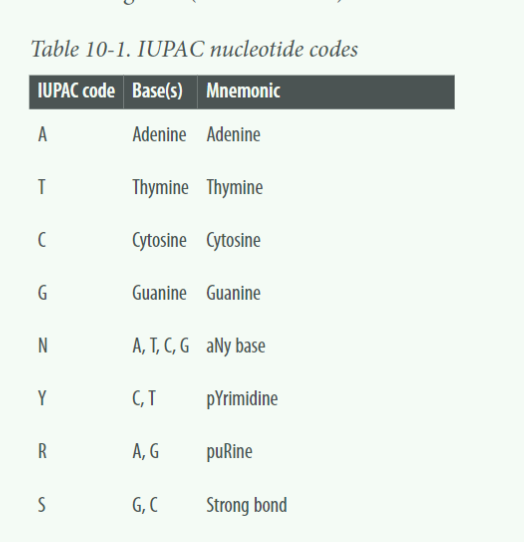 Table 10-1. IUPAC nucleotide codes
IUPAC code Base(s) Mnemonic
A Adenine Adenine
T Thymine Thymine
C Cytosine Cytosine
G Guanine Guanine
N A, T, C, G aNy base
Y C, T pYrimidine
R A, G puRine
S G, C Strong bond